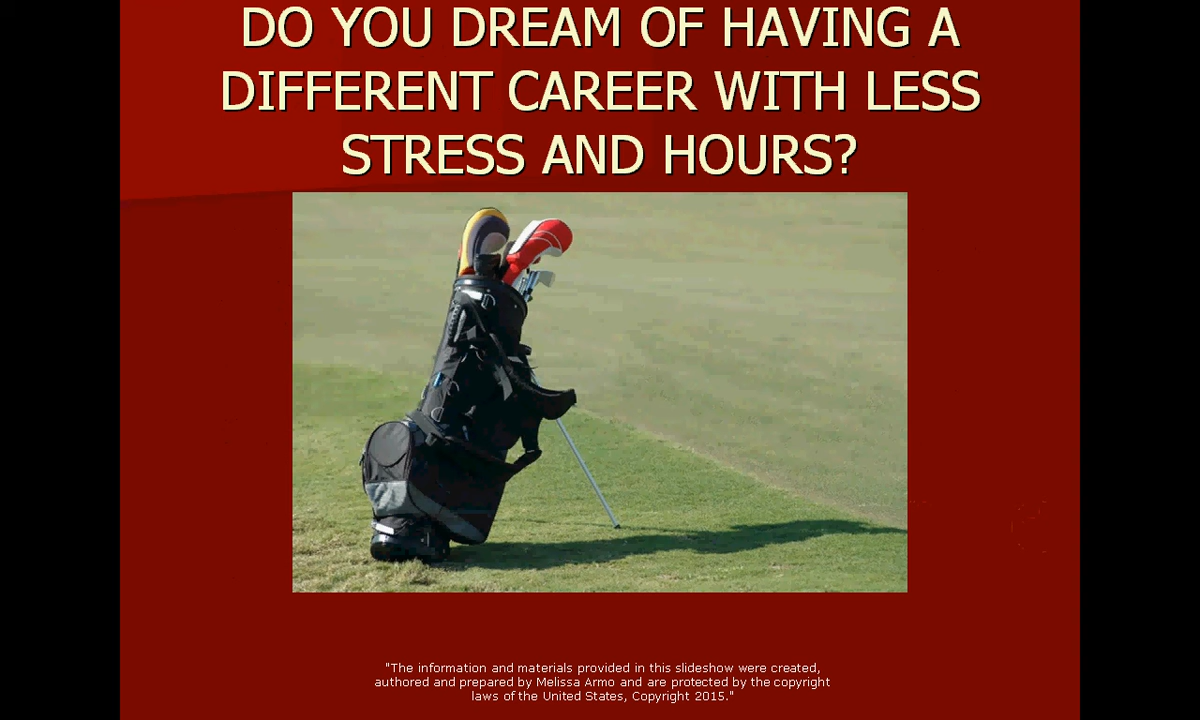 DO YOU DREAM OF HAVING A
DIFFERENT CAREER WITH LESS
STRESS AND HOURS?
"The information and materials provided in this slideshow were created,
authored and prepared by Melissa Armo and are protected by the copyright
laws of the United States, Copyright 2015."